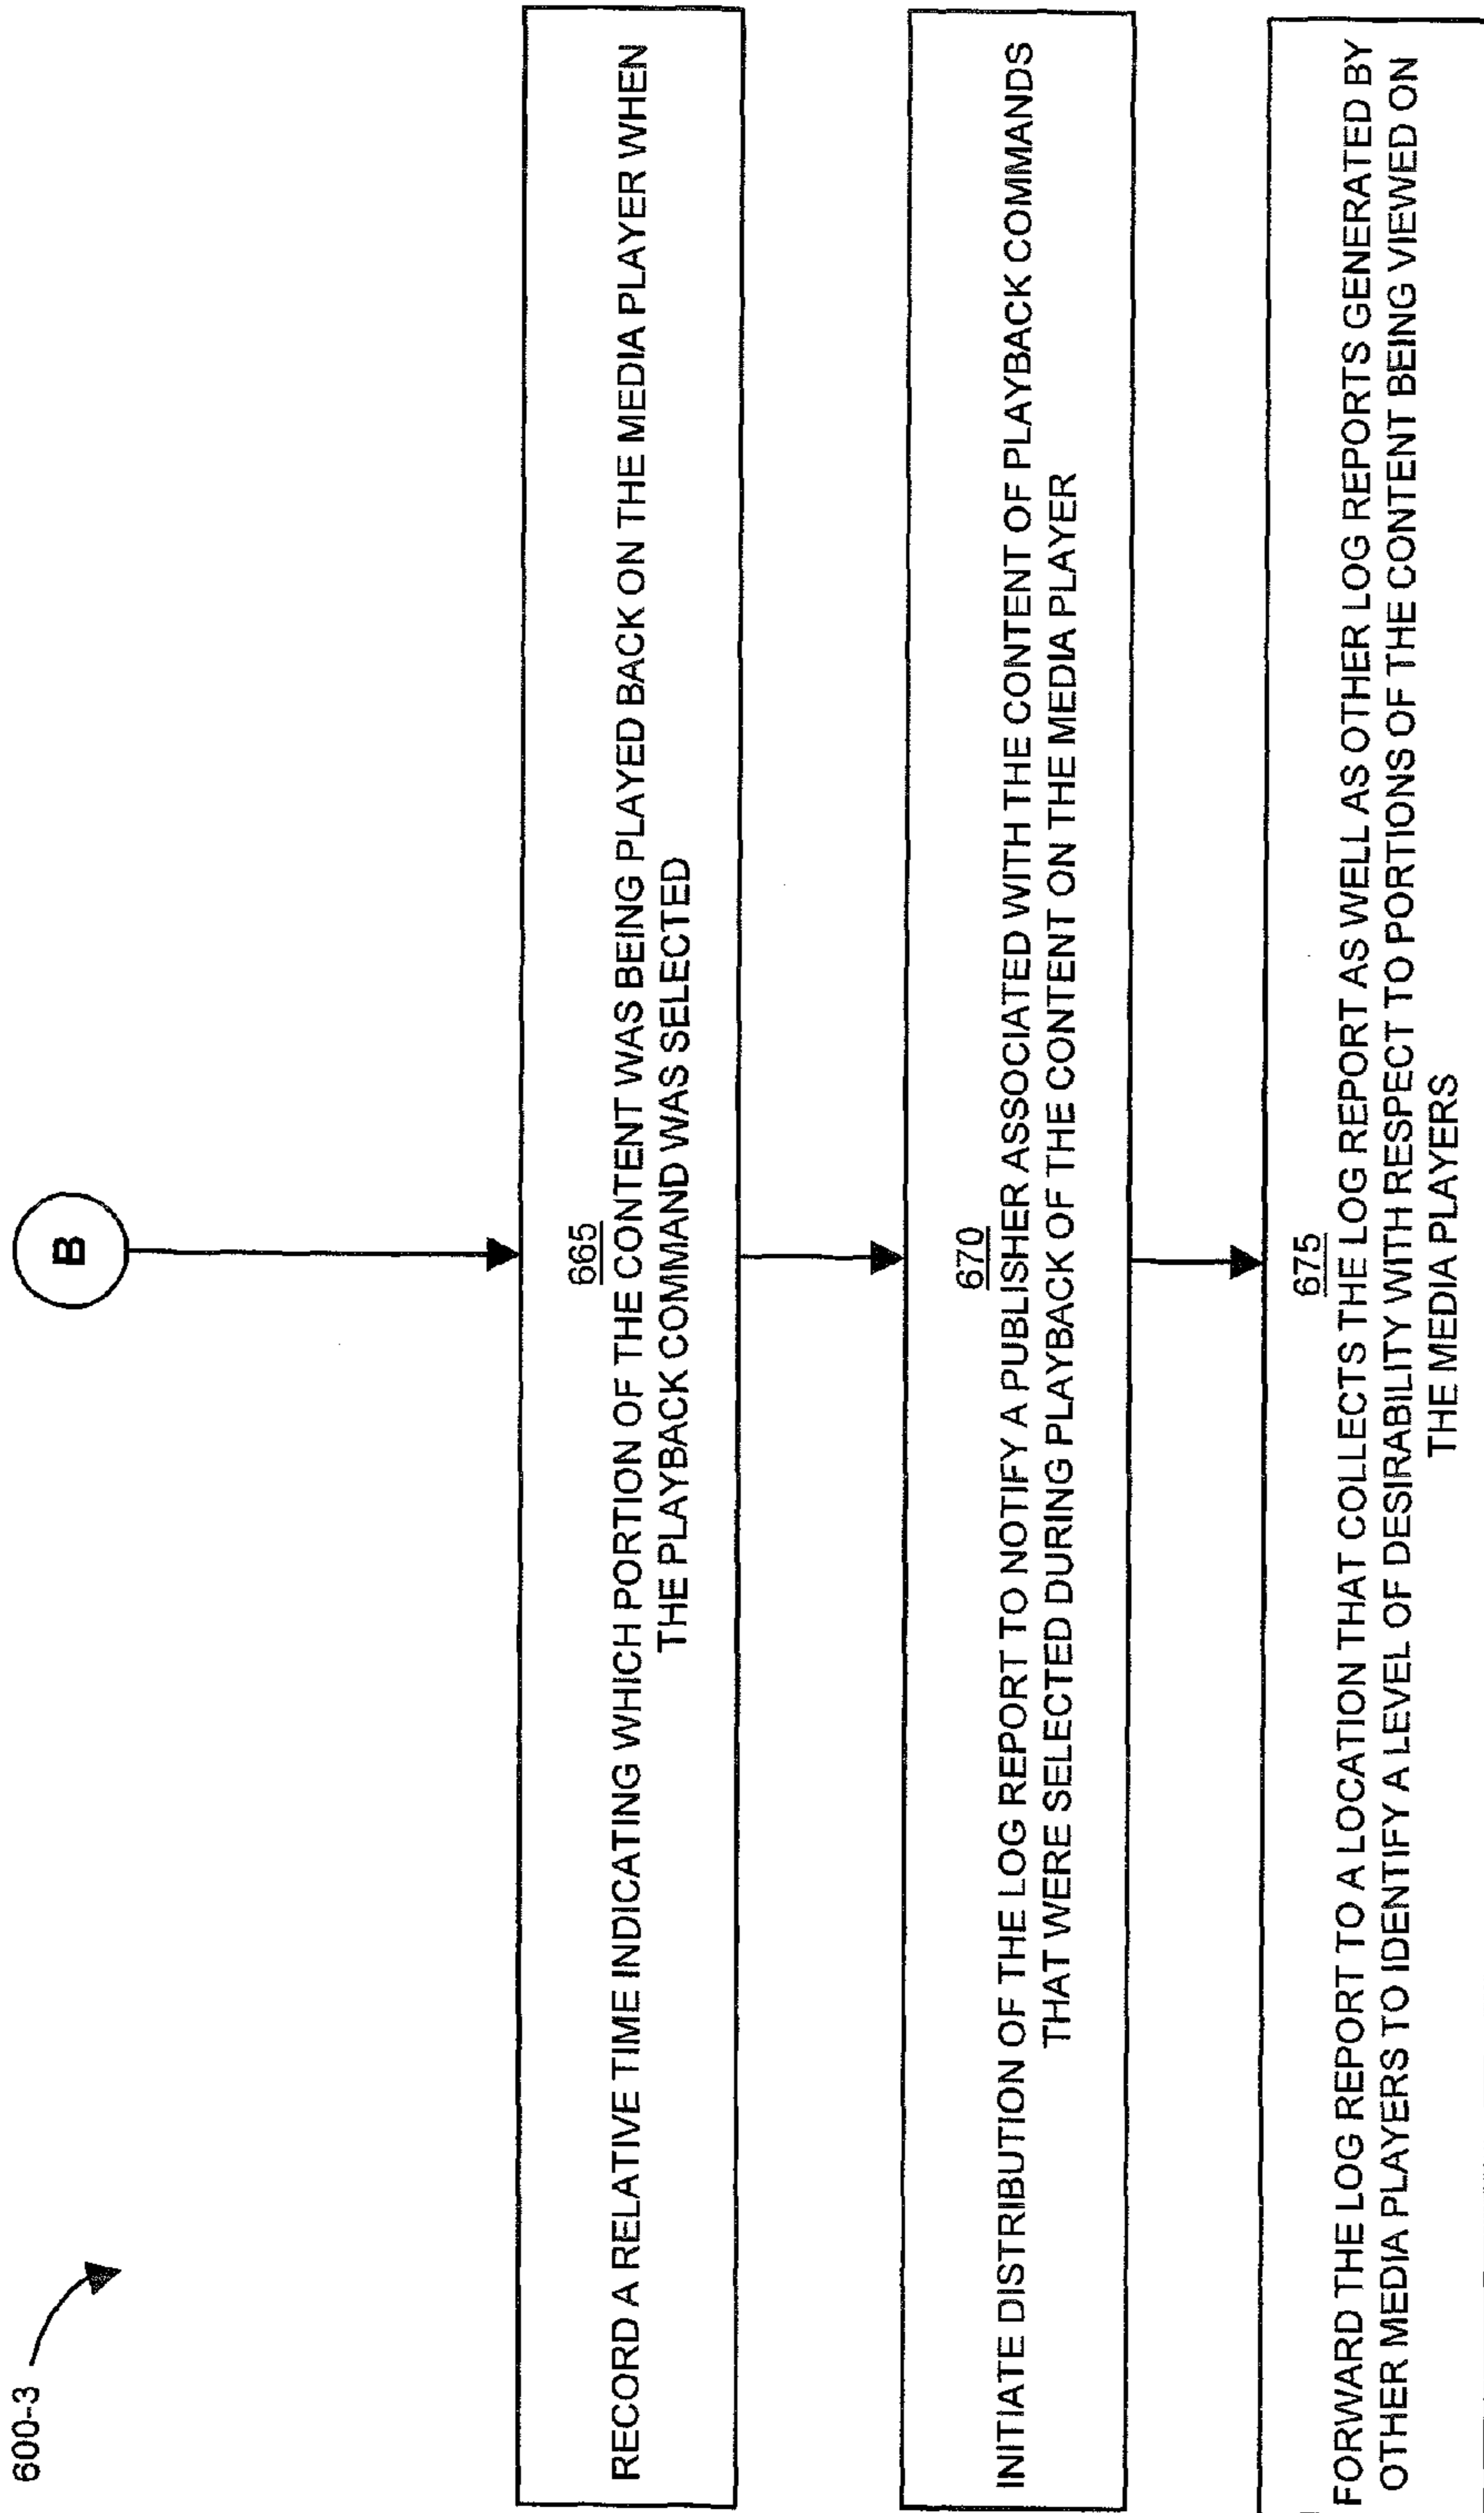 600-3
B
665
RECORD A RELATIVE TIME INDICATING WHICH PORTION OF THE CONTENT WAS BEING PLAYED BACK ON THE MEDIA PLAYER WHEN
THE PLAYBACK COMMAND WAS SELECTED
670
INITIATE DISTRIBUTION OF THE LOG REPORT TO NOTIFY A PUBLISHER ASSOCIATED WITH THE CONTENT OF PLAYBACK COMMANDS
THAT WERE SELECTED DURING PLAYBACK OF THE CONTENT ON THE MEDIA PLAYER
675
FORWARD THE LOG REPORT TO A LOCATION THAT COLLECTS THE LOG REPORT AS WELL AS OTHER LOG REPORTS GENERATED BY
OTHER MEDIA PLAYERS TO IDENTIFY A LEVEL OF DESIRABILITY WITH RESPECT TO PORTIONS OF THE CONTENT BEING VIEWED ON
THE MEDIA PLAYERS